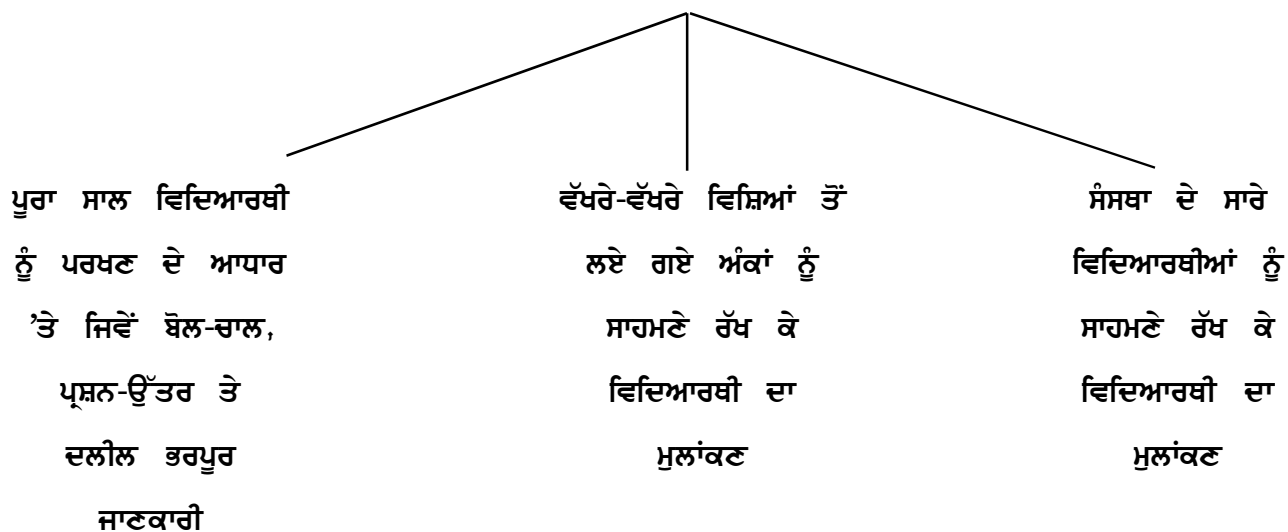 ਪੂਰਾ ਸਾਲ ਵਿਦਿਆਰਥੀ
ਨੂੰ ਪਰਖਣ ਦੇ ਆਧਾਰ
'ਤੇ ਜਿਵੇਂ ਬੋਲ-ਚਾਲ,
ਪ੍ਰਸ਼ਨ-ਉੱਤਰ ਤੇ
ਦਲੀਲ ਭਰਪੂਰ
ਜਾਣਕਾਰੀ
ਵੱਖਰੇ-ਵੱਖਰੇ ਵਿਸ਼ਿਆਂ ਤੋਂ
ਲਏ ਗਏ ਅੰਕਾਂ ਨੂੰ
ਸਾਹਮਣੇ ਰੱਖ ਕੇ
ਵਿਦਿਆਰਥੀ ਦਾ
ਮੁਲਾਂਕਣ
ਸੰਸਥਾ ਦੇ ਸਾਰੇ
ਵਿਦਿਆਰਥੀਆਂ ਨੂੰ
ਸਾਹਮਣੇ ਰੱਖ ਕੇ
ਵਿਦਿਆਰਥੀ ਦਾ
ਮੁਲਾਂਕਣ